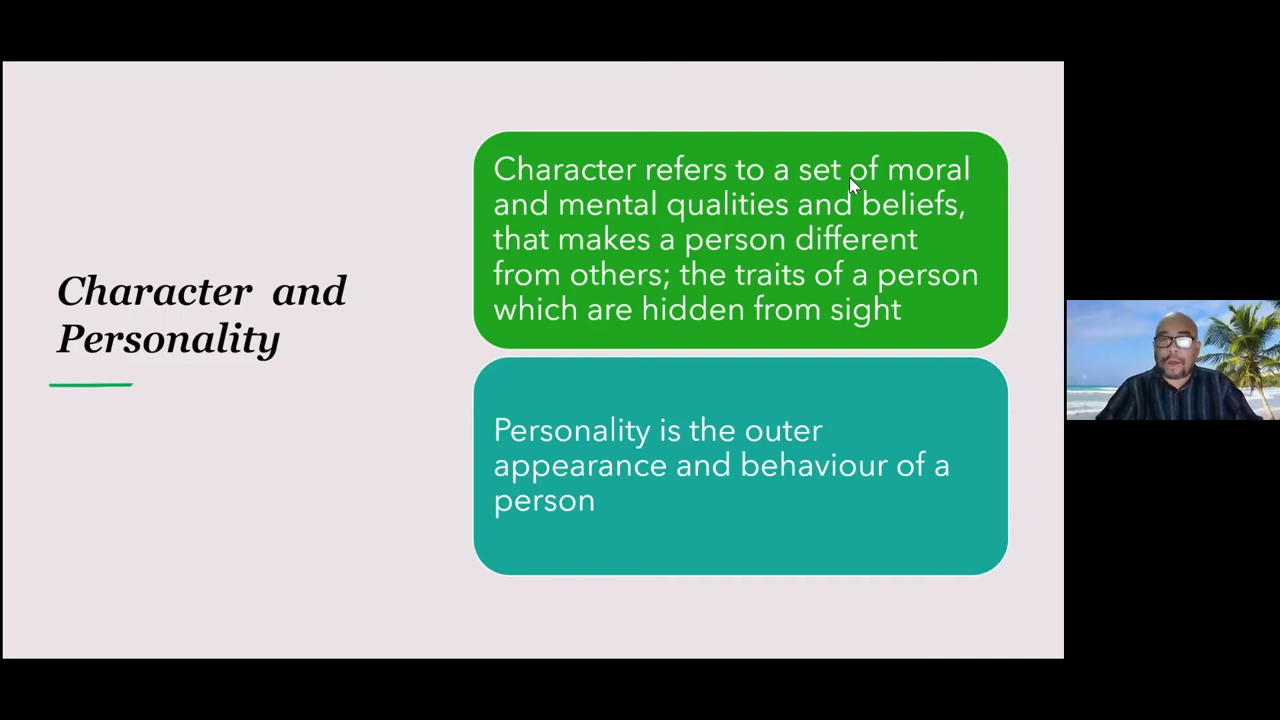 Character and
Personality
Character refers to a set of moral
and mental qualities and beliefs,
that makes a person different
from others; the traits of a person
which are hidden from sight
Personality is the outer
appearance and behaviour of a
person